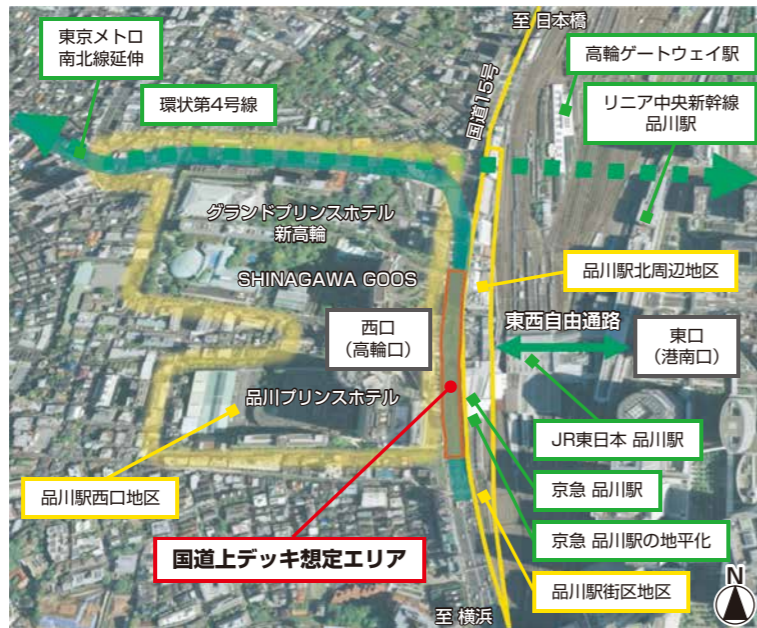 至 日本橋
東京メトロ
南北線延伸
環状第4号線
国道15号
高輪ゲートウェイ駅
リニア中央新幹線
品川駅
グランドプリンスホテル
新高輪
SHINAGAWA GOOS
品川駅北周辺地区
西口
（高輪口）
東西自由通路
東口
（港南口）
品川プリンスホテル
JR東日本 品川駅
品川駅西口地区
京急 品川駅
国道上デッキ想定エリア
京急 品川駅の地平化
品川駅街区地区
至 横浜
N